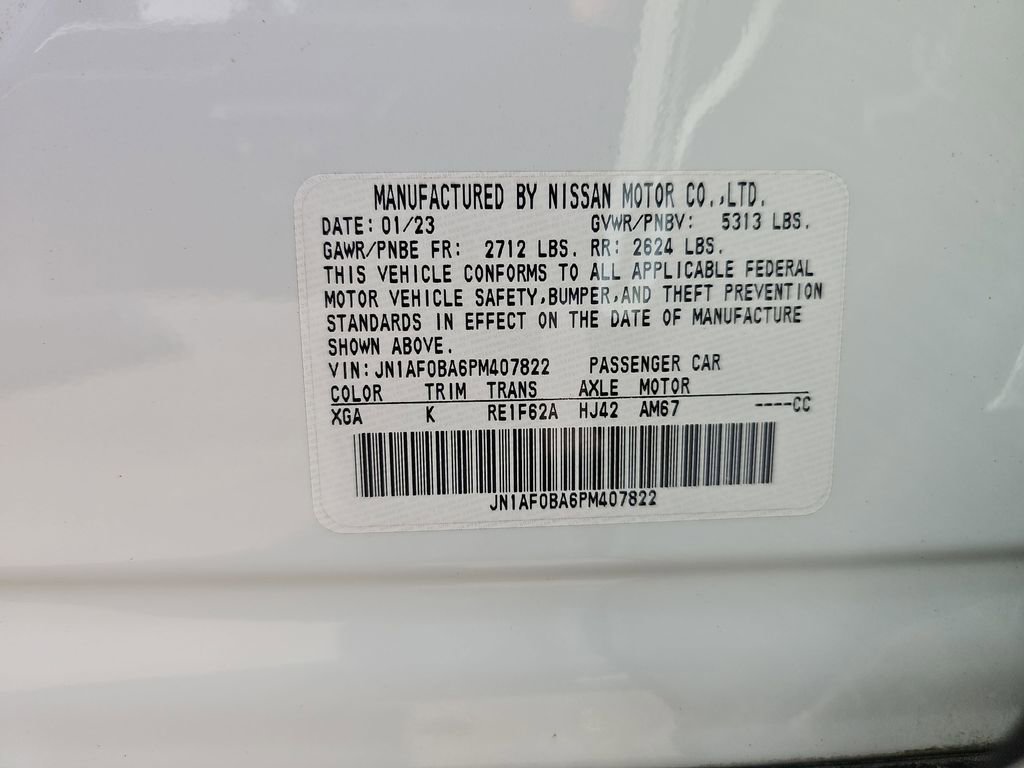 MANUFACTURED BY NISSAN MOTOR CO.,LTD.
DATE: 01/23 GVWR/PNBV: 5313 LBS.
GAWR/PNBE FR: 2712 LBS. RR: 2624 LBS.
THIS VEHICLE CONFORMS TO ALL APPLICABLE FEDERAL
MOTOR VEHICLE SAFETY,BUMPER,AND THEFT PREVENTION
STANDARDS IN EFFECT ON THE DATE OF MANUFACTURE
SHOWN ABOVE.
VIN: JN1AF0BA6PM407822 PASSENGER CAR
COLOR TRIM TRANS AXLE MOTOR
XGA K RE1F62A HJ42 AM67 ----CC
JN1AF0BA6PM407822